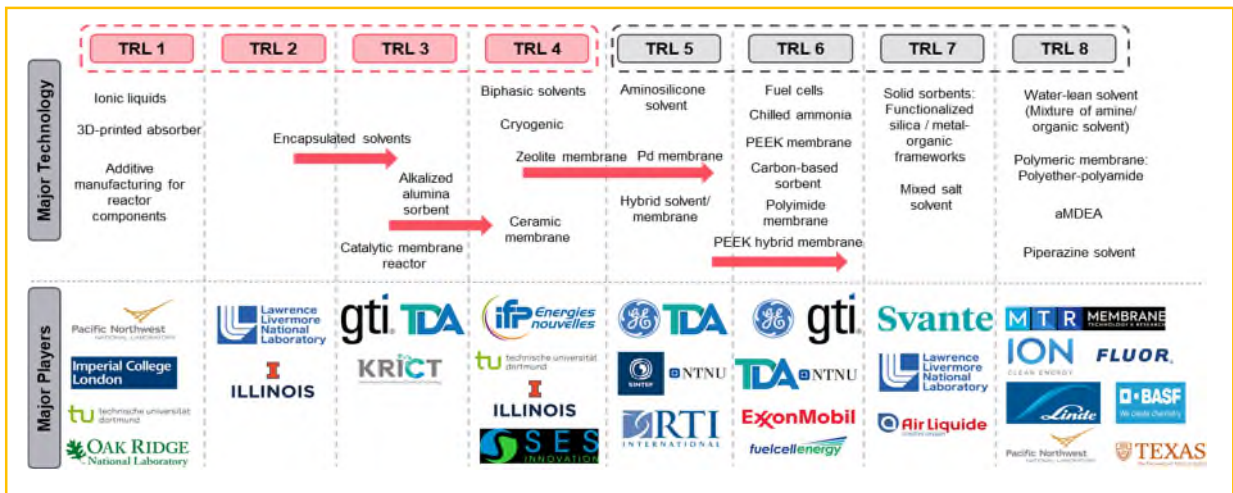 TRL 1
TRL 2
TRL 3
TRL 4
TRL 5
TRL 6
TRL 7
TRL 8
Major Technology
Ionic liquids
3D-printed absorber
Additive
manufacturing for
reactor
components
Encapsulated solvents
Alkalized
alumina
sorbent
Catalytic membrane
reactor
Biphasic solvents
Cryogenic
Zeolite membrane
Ceramic
membrane
Aminosilicone
solvent
Pd membrane
Hybrid solvent/
membrane
Fuel cells
Chilled ammonia
PEEK membrane
Carbon-based
sorbent
Polyimide
membrane
PEEK hybrid membrane
Solid sorbents:
Functionalized
silica / metal-
organic
frameworks
Mixed salt
solvent
Water-lean solvent
(Mixture of amine/
organic solvent)
Polymeric membrane:
Polyether-polyamide
aMDEA
Piperazine solvent
Major Players
Pacific Northwest
NATIONAL LABORATORY
Imperial College
London
tu technische universität
dortmund
OAK RIDGE
National Laboratory
Lawrence
Livermore
National
Laboratory
I
ILLINOIS
gti
TDA
KRICT
ifp Energies
nouvelles
tu technische universität
dortmund
I
ILLINOIS
SES
INNOVATION
GE
TDA
SINTEF
NTNU
RTI
INTERNATIONAL
GE
gti
TDA
NTNU
ExxonMobil
fuelcellenergy
Svante
Lawrence
Livermore
National
Laboratory
Air Liquide
MTR MEMBRANE
TECHNOLOGY & RESEARCH
ION
CLEAN ENERGY
FLUOR
Linde
BASF
We create chemistry
Pacific Northwest
NATIONAL LABORATORY
TEXAS